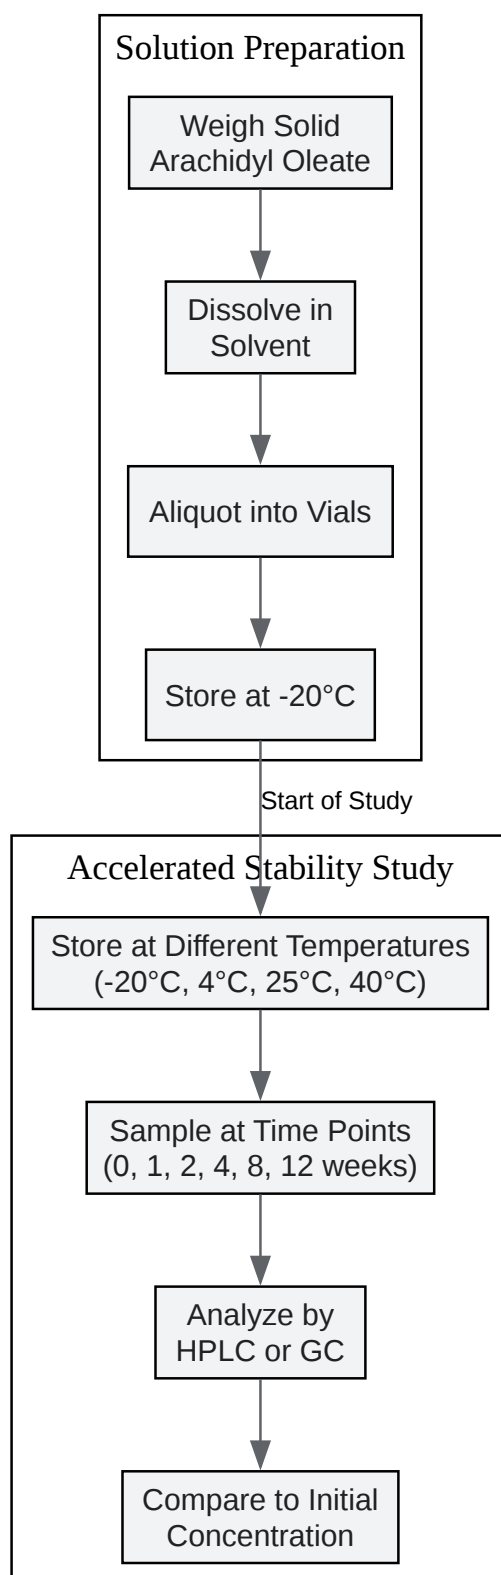 Solution Preparation
Weigh Solid
Arachidyl Oleate
Dissolve in
Solvent
Aliquot into Vials
Store at -20°C
Start of Study
Accelerated Stability Study
Store at Different Temperatures
(-20°C, 4°C, 25°C, 40°C)
Sample at Time Points
(0, 1, 2, 4, 8, 12 weeks)
Analyze by
HPLC or GC
Compare to Initial
Concentration